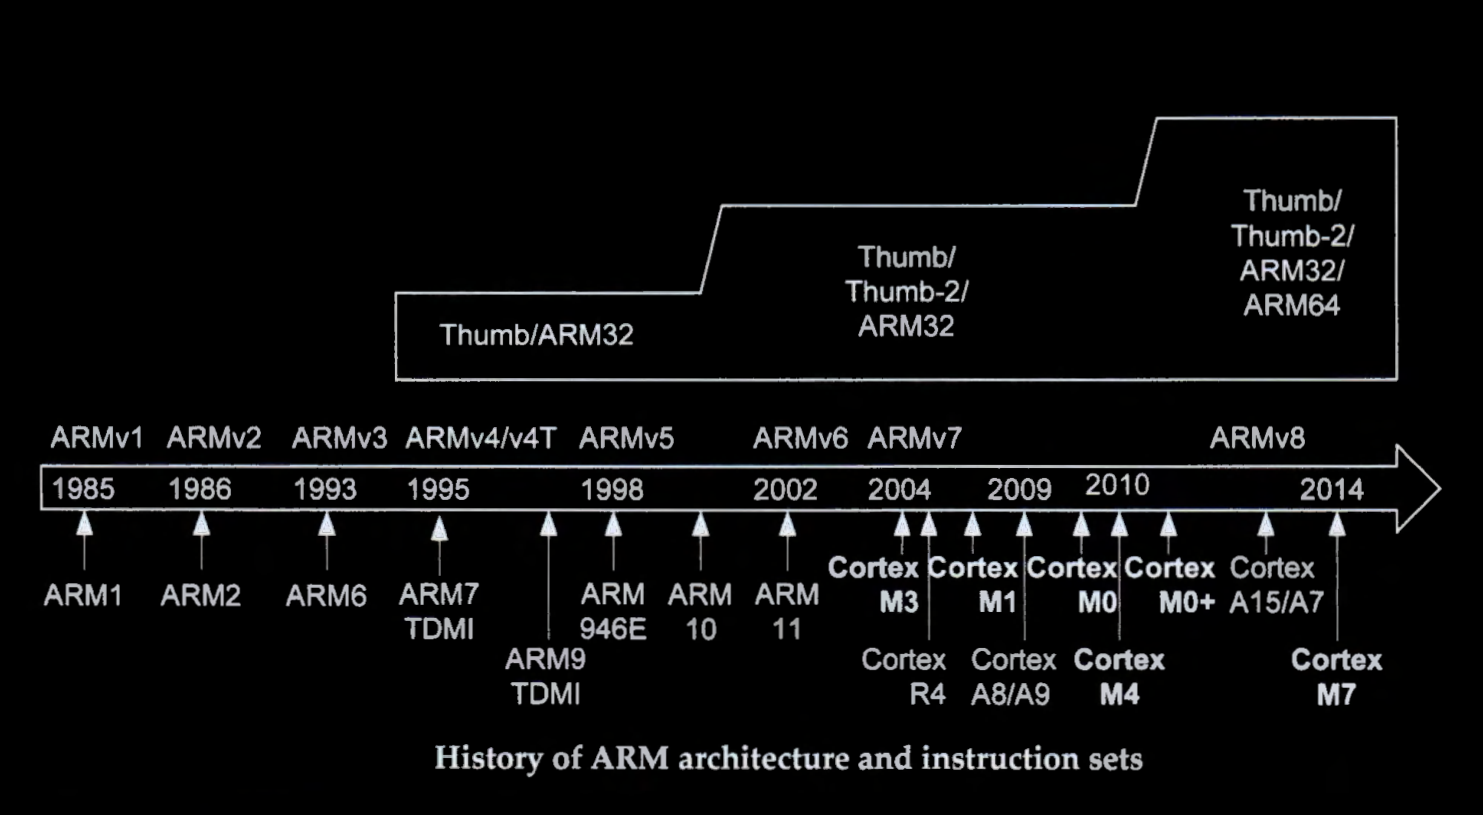 Thumb/
Thumb-2/
ARM32/
ARM64
Thumb/
Thumb-2/
ARM32
Thumb/ARM32
ARMv1 ARMv2 ARMv3 ARMv4/v4T ARMv5 ARMv6 ARMv7 ARMv8
1985 1986 1993 1995 1998 2002 2004 2009 2010 2014
Cortex Cortex Cortex Cortex Cortex
M3 M1 M0 M0+ A15/A7
ARM1 ARM2 ARM6 ARM7 ARM ARM ARM
TDMI 946E 10 11
ARM9 Cortex Cortex Cortex Cortex
TDMI R4 A8/A9 M4 M7
History of ARM architecture and instruction sets